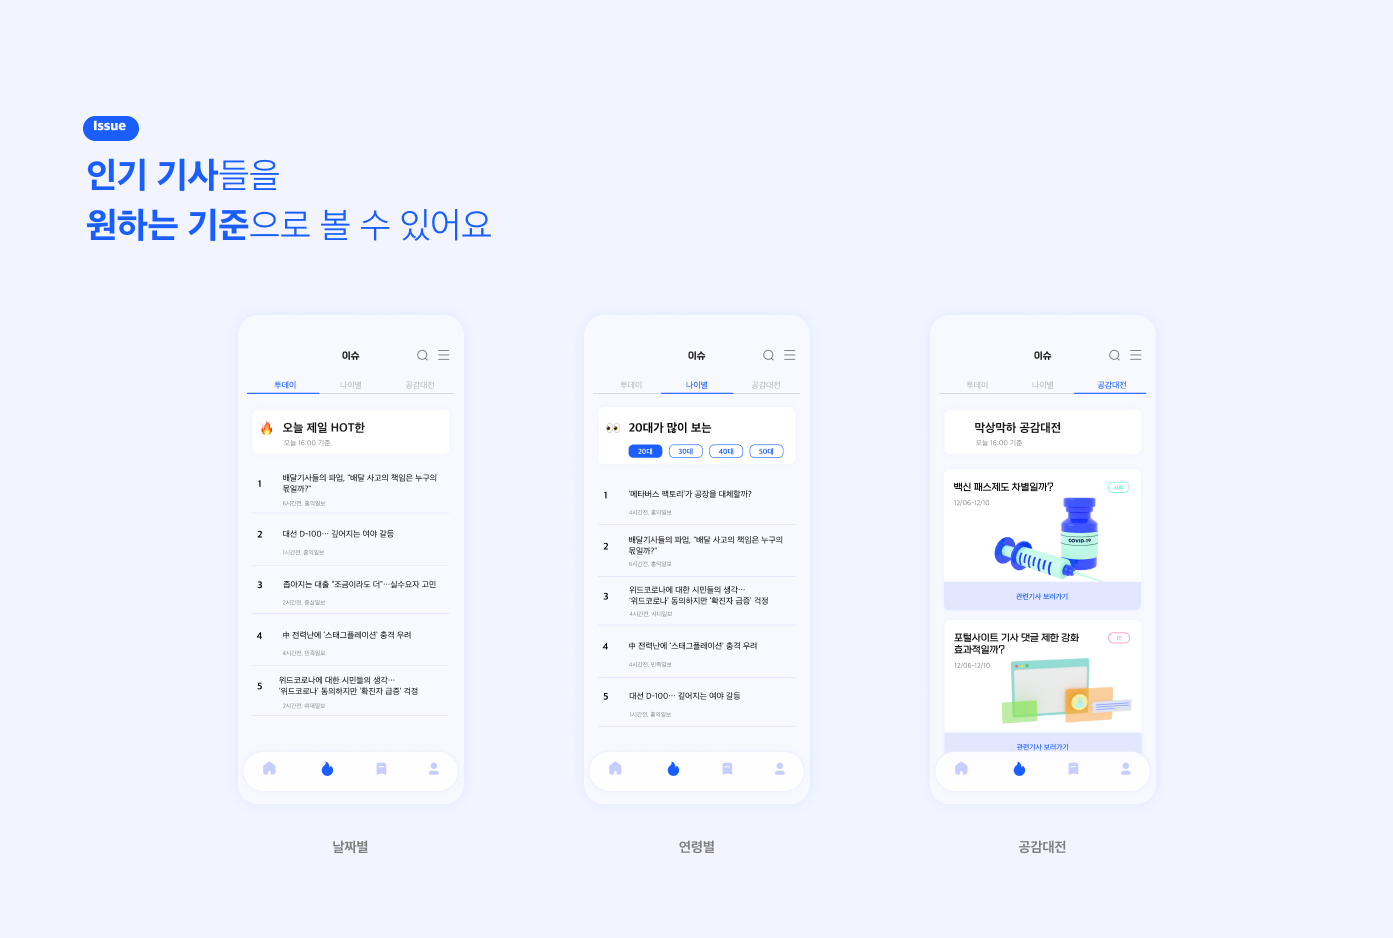 Issue
인기 기사들을
원하는 기준으로 볼 수 있어요
이슈
투데이 나이별 공감대전
오늘 제일 HOT한
오늘 16:00 기준
1 배달기사들의 파업, "배달 사고의 책임은 누구의
몫일까?"
6시간전, 홍익일보
2 대선 D-100… 깊어지는 여야 갈등
1시간전, 홍익일보
3 좁아지는 대출 "조금이라도 더"…실수요자 고민
2시간전, 중심일보
4 中 전력난에 '스태그플레이션' 충격 우려
4시간전, 민족일보
5 위드코로나에 대한 시민들의 생각…
'위드코로나' 동의하지만 '확진자 급증' 걱정
2시간전,
날짜별
이슈
투데이 나이별 공감대전
20대가 많이 보는
20대 30대 40대 50대
1 '메타버스 팩토리'가 공장을 대체할까?
4시간전, 홍익일보
2 배달기사들의 파업, "배달 사고의 책임은 누구의
몫일까?"
6시간전, 홍익일보
3 위드코로나에 대한 시민들의 생각…
'위드코로나' 동의하지만 '확진자 급증' 걱정
4시간전, 시디일보
4 中 전력난에 '스태그플레이션' 충격 우려
4시간전, 민족일보
5 대선 D-100… 깊어지는 여야 갈등
1시간전, 홍익일보
연령별
이슈
투데이 나이별 공감대전
막상막하 공감대전
오늘 16:00 기준
백신 패스제도 차별일까?
사회
12/06-12/10
COVID-19
관련기사 보러가기
포털사이트 기사 댓글 제한 강화
효과적일까?
IT
12/06-12/10
관련기사 보러가기
공감대전